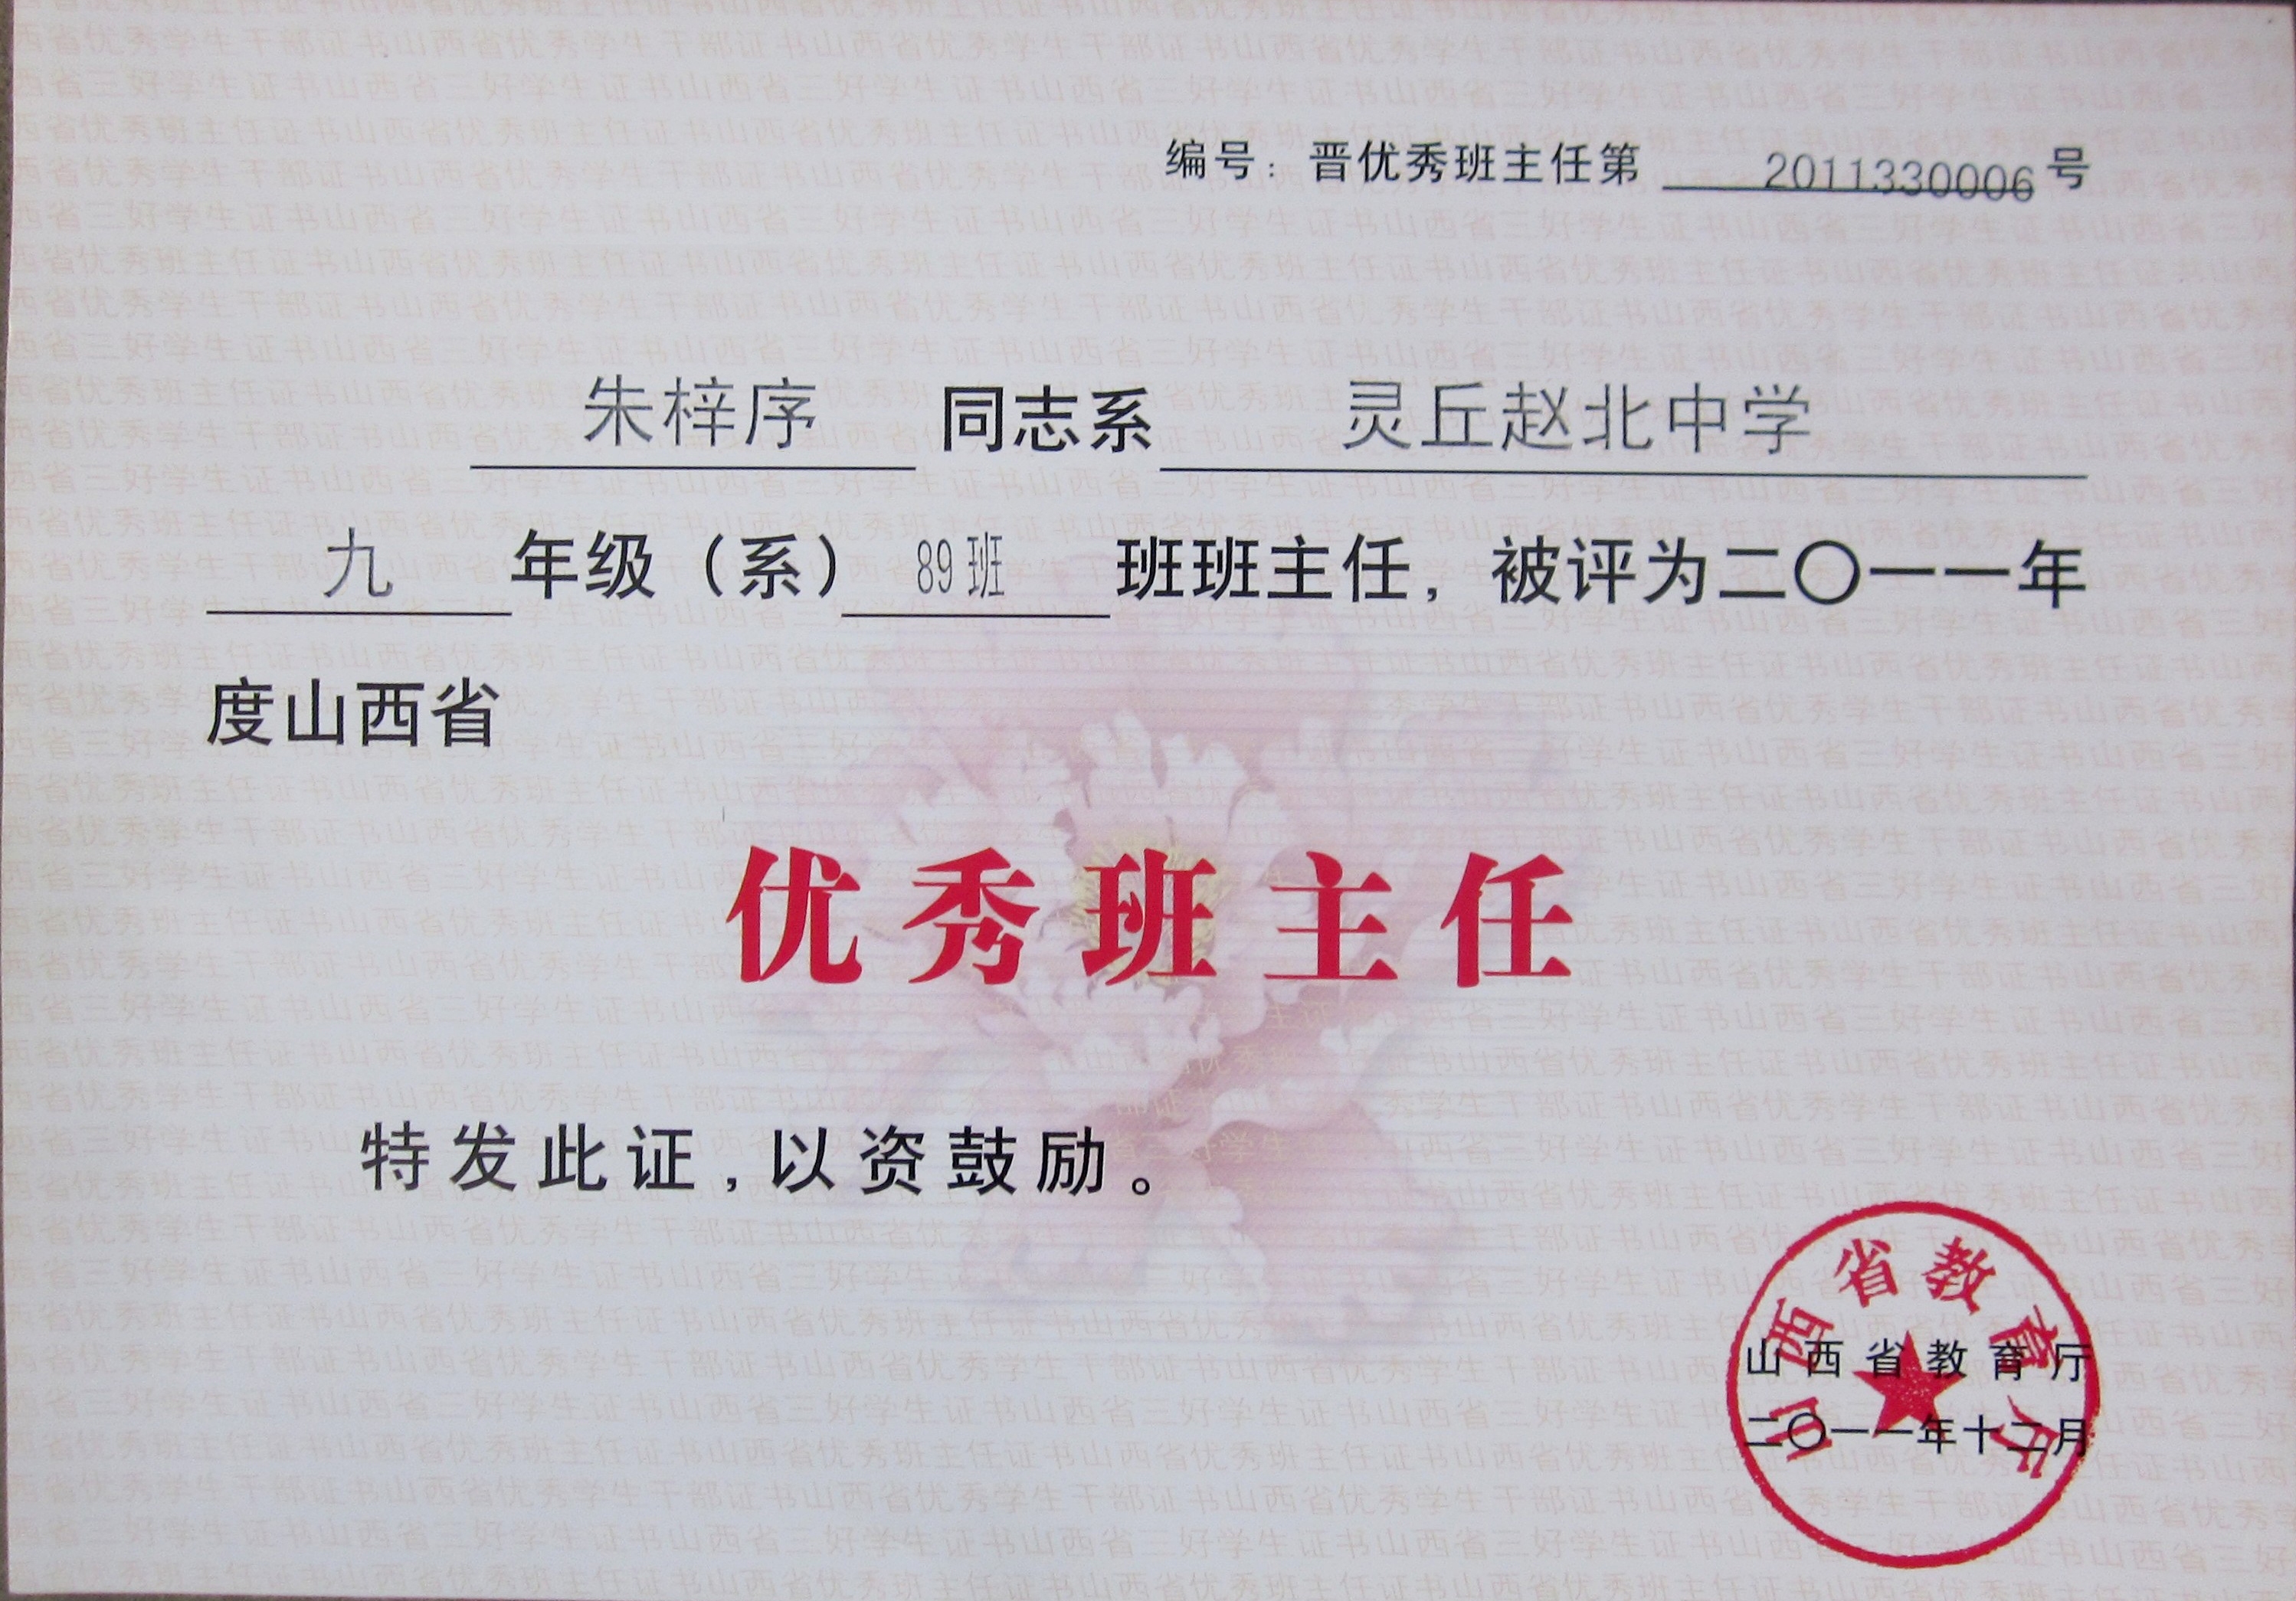 编号：晋优秀班主任第 2011330006 号
朱梓序 同志系 灵丘赵北中学
九 年级（系） 89班 班班主任，被评为二〇一一年
度山西省
优秀班主任
特发此证,以资鼓励。
山西省教育厅
山西省教育厅
二〇一一年十二月